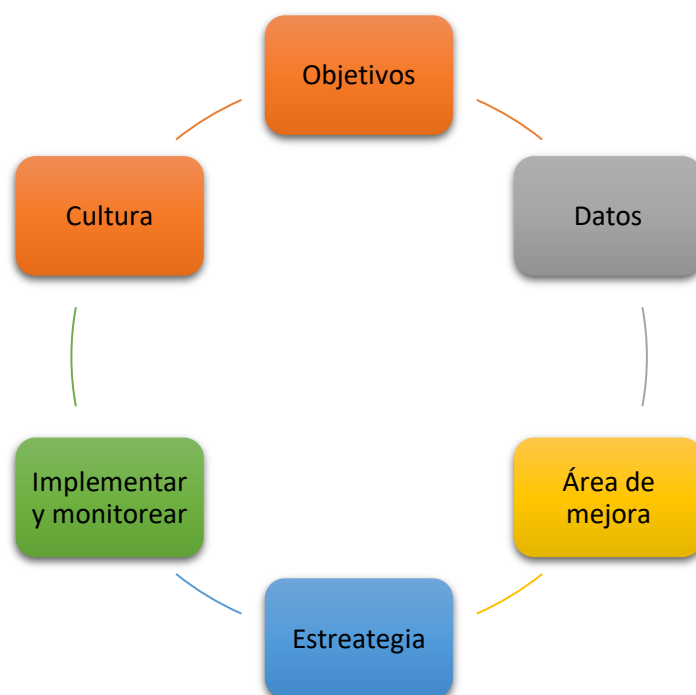 Objetivos
Datos
Área de
mejora
Estreategia
Implementar
y monitorear
Cultura